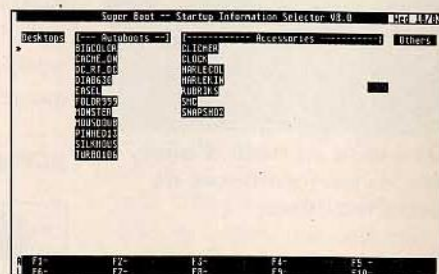 Super Boot -- Startup Information Selector V8.0 Wed
Desktops [--- Autoboots --] [------------ Accessories ------------] Others
BIGCOLOR CLICKER
CACHE_ON CLOCK
DC_RT_DC HARLECOL
DIAB630 HARLEKIN
EASEL RUBRIKS
FOLDR999 SMC
MONSTER SNAPSHOT
MOUSDOUB
PINHED13
SILKMOUS
TURBO106
F1- F2- F3- F4- F5 -
F6- F7- F8- F9- F10-